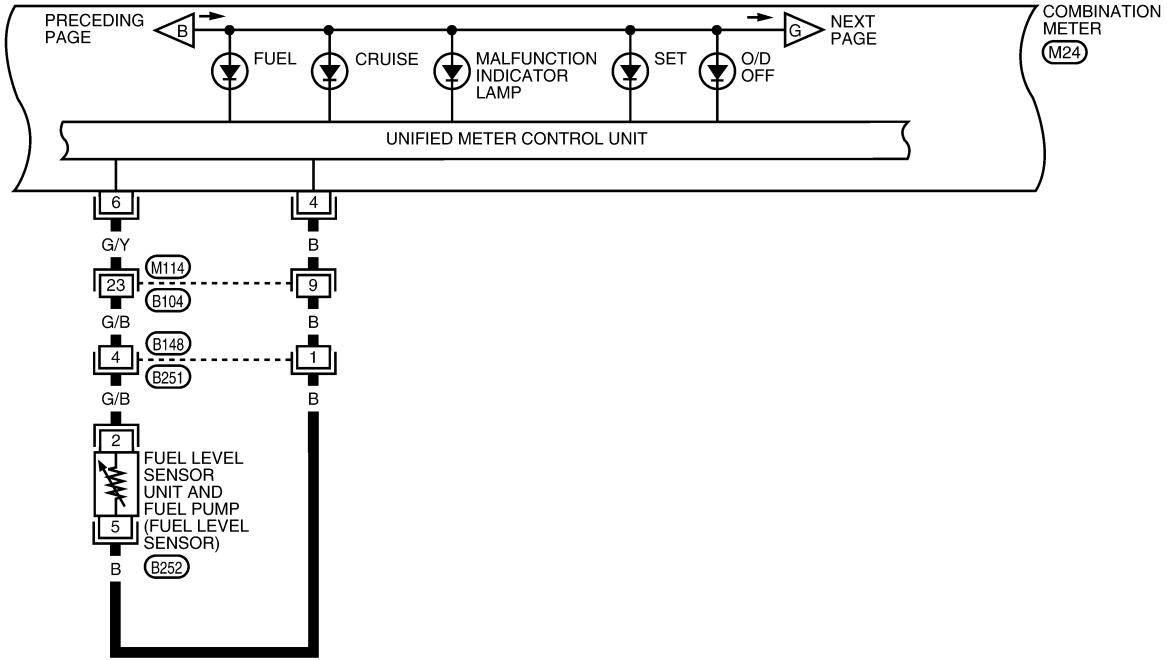 PRECEDING
PAGE
B
G
NEXT
PAGE
COMBINATION
METER
M24
FUEL
CRUISE
MALFUNCTION
INDICATOR
LAMP
SET
O/D
OFF
UNIFIED METER CONTROL UNIT
6
4
G/Y
B
M114
23
9
B104
G/B
B
B148
4
1
B251
G/B
B
2
FUEL LEVEL
SENSOR
UNIT AND
FUEL PUMP
(FUEL LEVEL
SENSOR)
5
B
B252